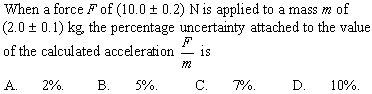 When a force F of (10.0 ± 0.2) N is applied to a mass m of
(2.0 ± 0.1) kg, the percentage uncertainty attached to the value
of the calculated acceleration F/m is
A. 2%. B. 5%. C. 7%. D. 10%.